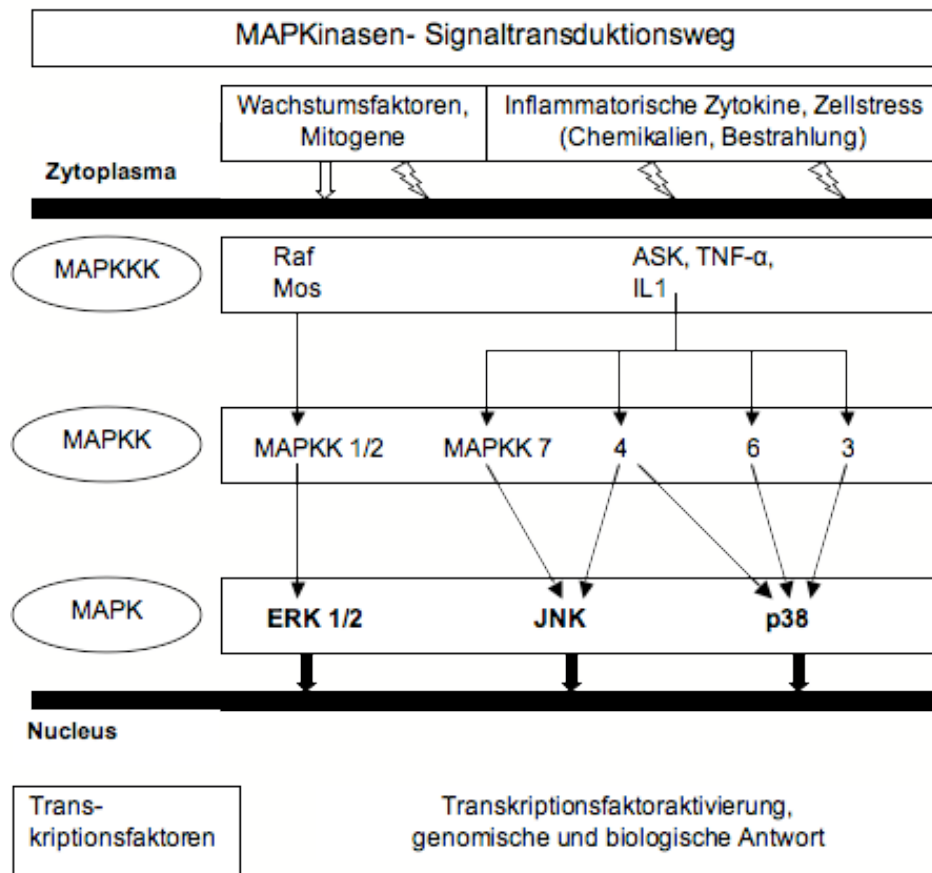 MAPKinasen- Signaltransduktionsweg
Wachstumsfaktoren,
Mitogene
Inflammatorische Zytokine, Zellstress
(Chemikalien, Bestrahlung)
Zytoplasma
MAPKKK
Raf
Mos
ASK, TNF-α,
IL1
MAPKK
MAPKK 1/2 MAPKK 7 4 6 3
MAPK
ERK 1/2 JNK p38
Nucleus
Trans-
kriptionsfaktoren
Transkriptionsfaktoraktivierung,
genomische und biologische Antwort